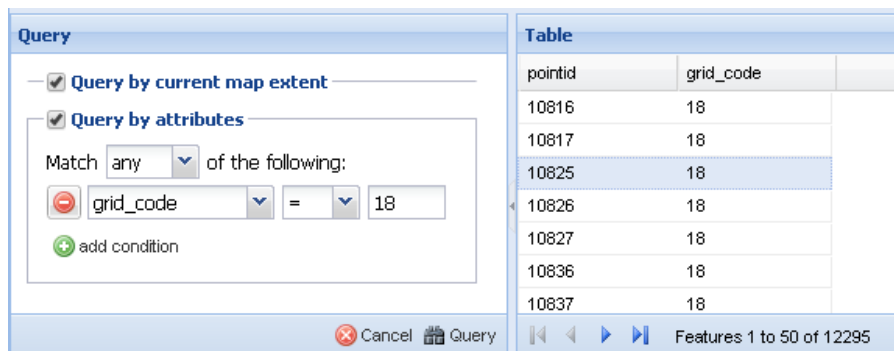 Query
Query by current map extent
Query by attributes
Match any of the following:
grid_code = 18
add condition
Cancel Query
Table
pointid grid_code
10816 18
10817 18
10825 18
10826 18
10827 18
10836 18
10837 18
Features 1 to 50 of 12295